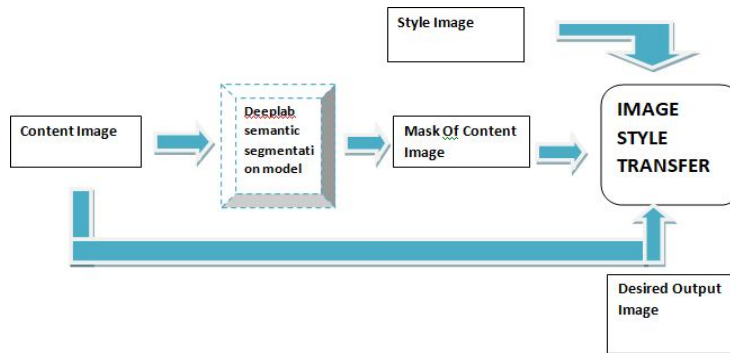 Style Image
Content Image
Deeplab
semantic
segmentati
on model
Mask Of Content
Image
IMAGE
STYLE
TRANSFER
Desired Output
Image